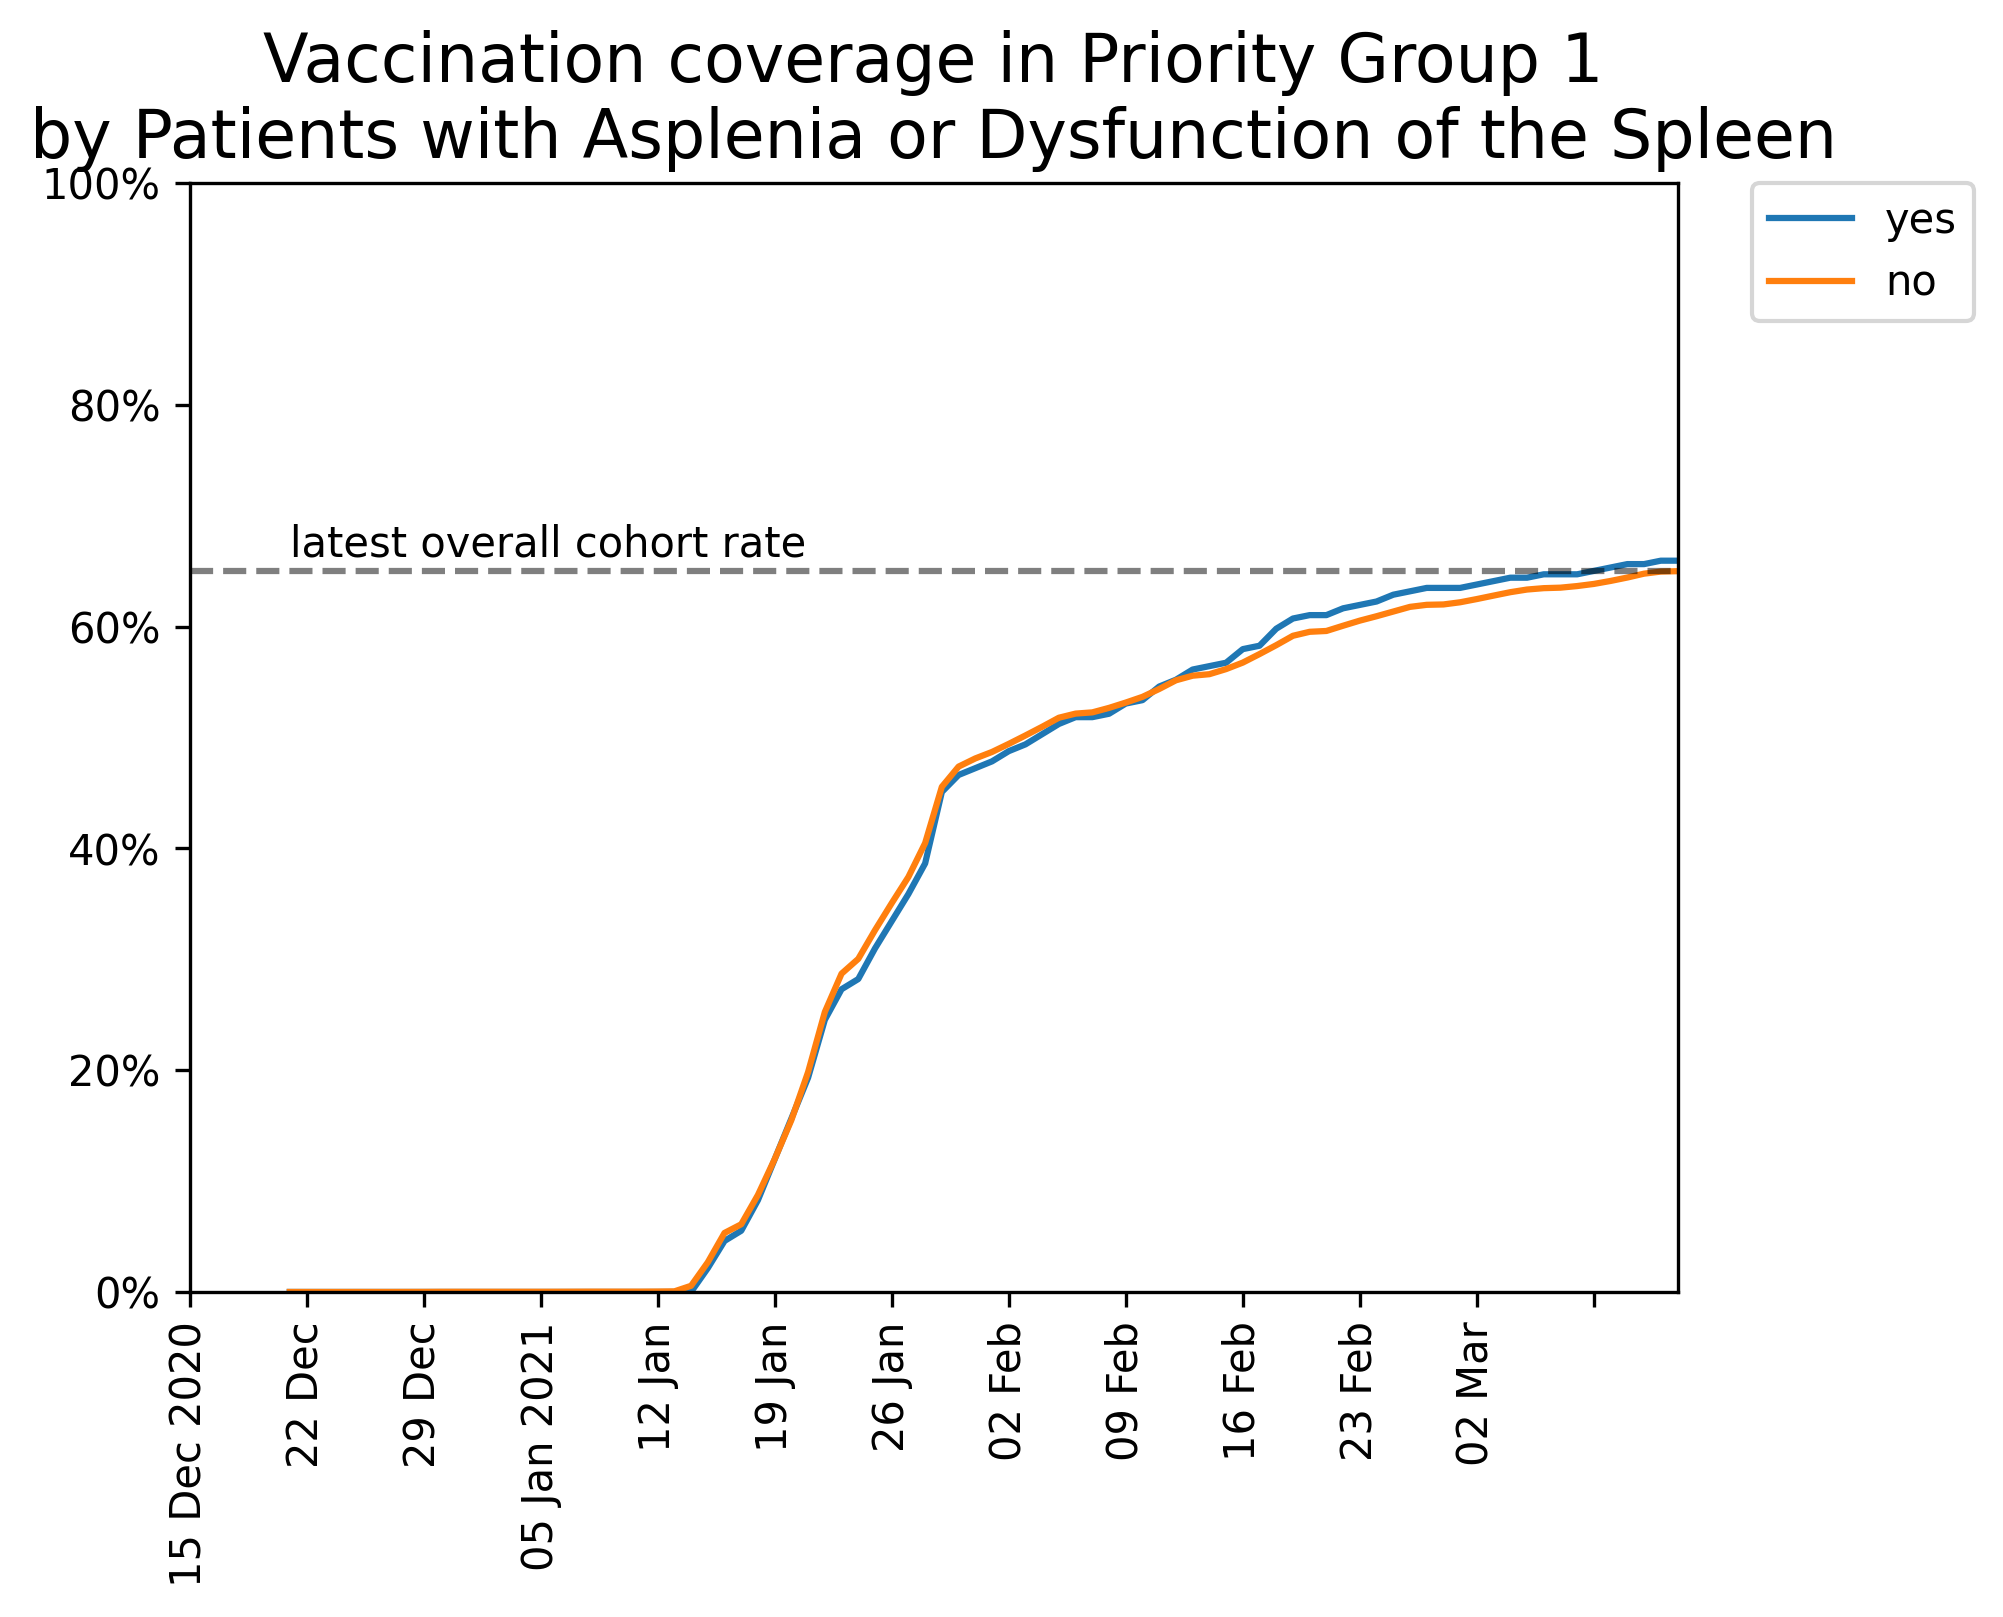 Vaccination coverage in Priority Group 1
by Patients with Asplenia or Dysfunction of the Spleen
100%
80%
60%
40%
20%
0%
latest overall cohort rate
yes
no
15 Dec 2020
22 Dec
29 Dec
05 Jan 2021
12 Jan
19 Jan
26 Jan
02 Feb
09 Feb
16 Feb
23 Feb
02 Mar